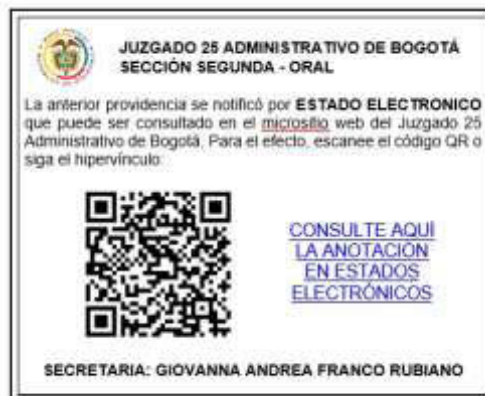 JUZGADO 25 ADMINISTRATIVO DE BOGOTÁ
SECCIÓN SEGUNDA - ORAL
La anterior providencia se notificó por ESTADO ELECTRONICO
que puede ser consultado en el micrositio web del Juzgado 25
Administrativo de Bogotá. Para el efecto, escanee el código QR o
siga el hipervínculo:
CONSULTE AQUÍ
LA ANOTACIÓN
EN ESTADOS
ELECTRÓNICOS
SECRETARIA: GIOVANNA ANDREA FRANCO RUBIANO